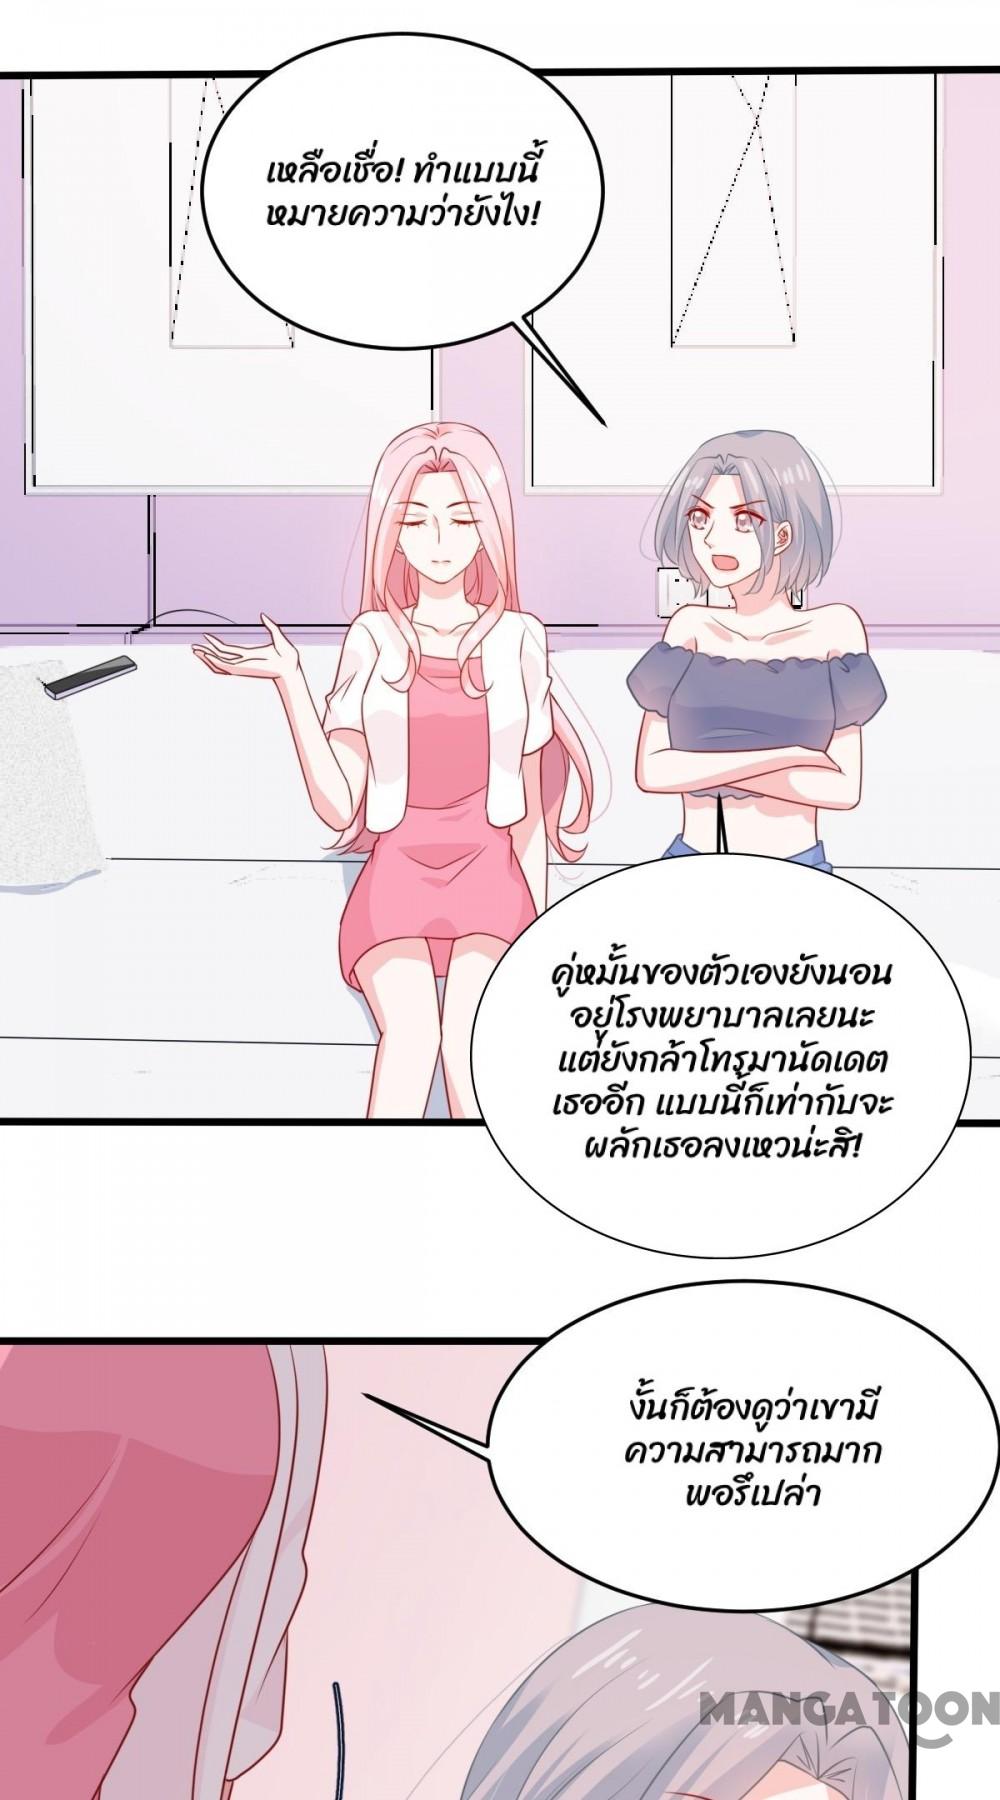 เหลือเชื่อ! ทำแบบนี้
หมายความว่ายังไง!
คู่หมั้นของตัวเองยังนอน
อยู่โรงพยาบาลเลยนะ
แต่ยังกล้าโทรมานัดเดต
เธออีก แบบนี้ก็เท่ากับจะ
ผลักเธอลงเหวน่ะสิ!
งั้นก็ต้องดูว่าเขามี
ความสามารถมาก
พอรึเปล่า
MANGATOON